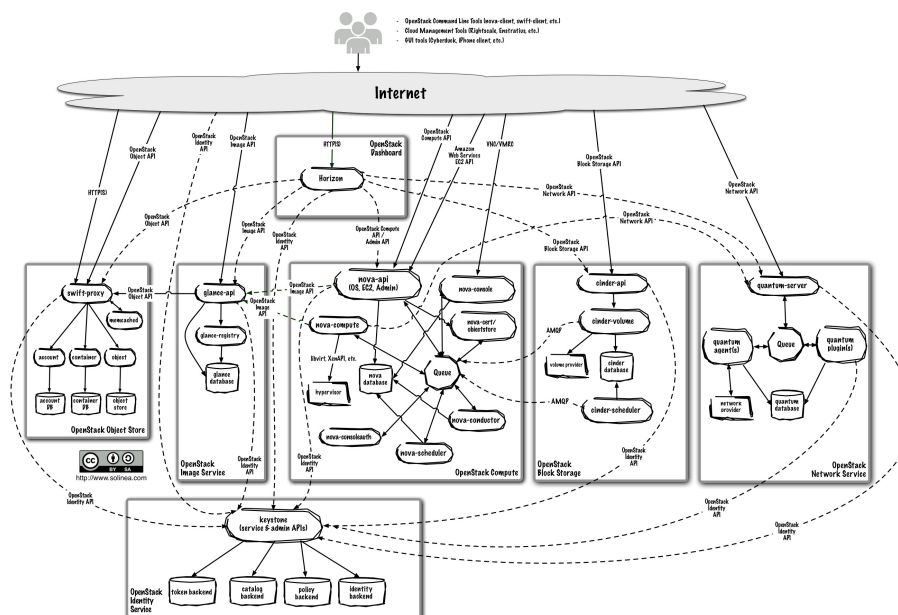 - OpenStack Command Line Tools (nova-client, swift-client, etc.)
- Cloud Management Tools (Rightscale, Enstratius, etc.)
- GUI tools (Cyberduck, iPhone client, etc.)
Internet
HTTP(S)
OpenStack
Object API
OpenStack
Identity
API
OpenStack
Image API
HTTP(S)
OpenStack
Dashboard
Horizon
OpenStack
Compute API
Amazon
Web Services
EC2 API
VNC/VMRC
OpenStack
Block Storage API
OpenStack
Network API
OpenStack
Network API
OpenStack
Network API
OpenStack
Object API
OpenStack
Image API
OpenStack
Identity
API
OpenStack Compute
API /
Admin API
OpenStack
Block Storage API
swift-proxy
memcached
account
container
object
account
DB
container
DB
object
store
OpenStack Object Store
OpenStack
Object API
glance-api
glance-registry
glance
database
OpenStack
Image Service
OpenStack
Identity
API
OpenStack
Image API
OpenStack
Image
API
nova-api
(OS, EC2, Admin)
nova-console
nova-compute
nova-cert/
objectstore
libvirt, XenAPI, etc.
hypervisor
nova
database
Queue
nova-consoleauth
nova-conductor
nova-scheduler
OpenStack
Identity
API
OpenStack Compute
AMQP
AMQP
cinder-api
cinder-volume
volume provider
cinder
database
cinder-scheduler
OpenStack
Block Storage
OpenStack
Identity
API
quantum-server
quantum
agent(s)
Queue
quantum
plugin(s)
network
provider
quantum
database
OpenStack
Network Service
OpenStack
Identity
API
OpenStack
Identity
API
CC BY SA
http://www.solinea.com
OpenStack
Identity API
keystone
(service & admin APIs)
token backend
catalog
backend
policy
backend
identity
backend
OpenStack
Identity
Service